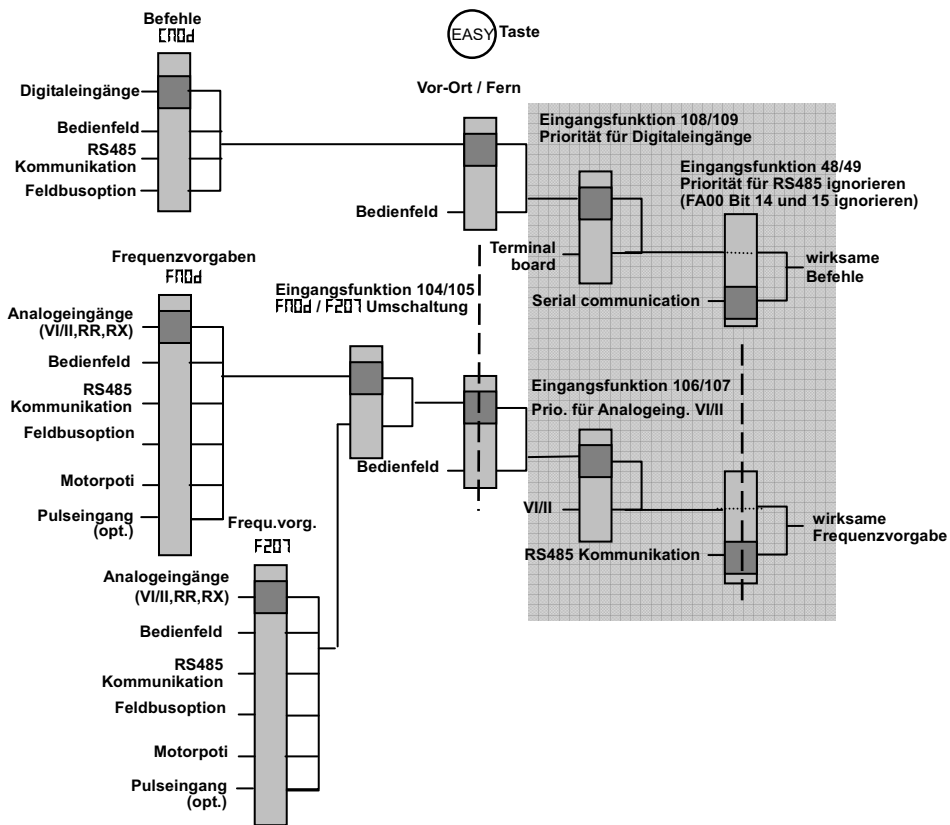 Befehle
CMOd
EASY Taste
Vor-Ort / Fern
Digitaleingänge
Bedienfeld
RS485
Kommunikation
Feldbusoption
Bedienfeld
Eingangsfunktion 108/109
Priorität für Digitaleingänge
Eingangsfunktion 48/49
Priorität für RS485 ignorieren
(FA00 Bit 14 und 15 ignorieren)
Terminal
board
Serial communication
wirksame
Befehle
Frequenzvorgaben
FMOd
Eingangsfunktion 104/105
FMOd / F207 Umschaltung
Analogeingänge
(VI/II,RR,RX)
Bedienfeld
RS485
Kommunikation
Feldbusoption
Motorpoti
Pulseingang
(opt.)
Bedienfeld
Eingangsfunktion 106/107
Prio. für Analogeing. VI/II
VI/II
RS485 Kommunikation
wirksame
Frequenzvorgabe
Frequ.vorg.
F207
Analogeingänge
(VI/II,RR,RX)
Bedienfeld
RS485
Kommunikation
Feldbusoption
Motorpoti
Pulseingang
(opt.)